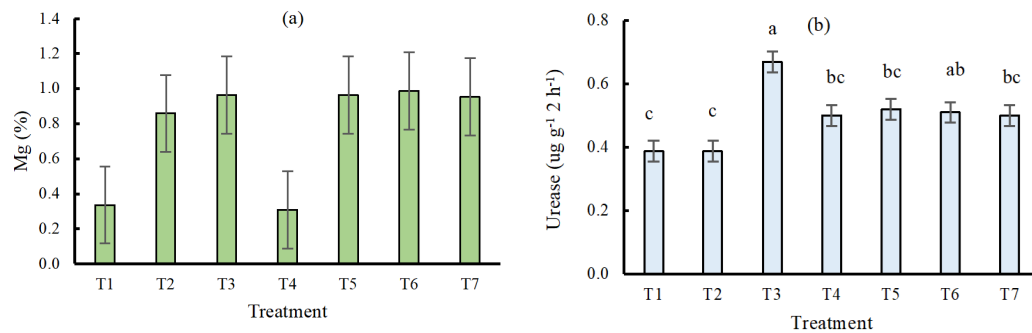 (a)
1.4
1.2
1.0
0.8
0.6
0.4
0.2
0.0
Mg (%)
T1 T2 T3 T4 T5 T6 T7
Treatment
(b)
0.8
0.6
0.4
0.2
0.0
Urease (ug g⁻¹ 2 h⁻¹)
c c a bc bc ab bc
T1 T2 T3 T4 T5 T6 T7
Treatment